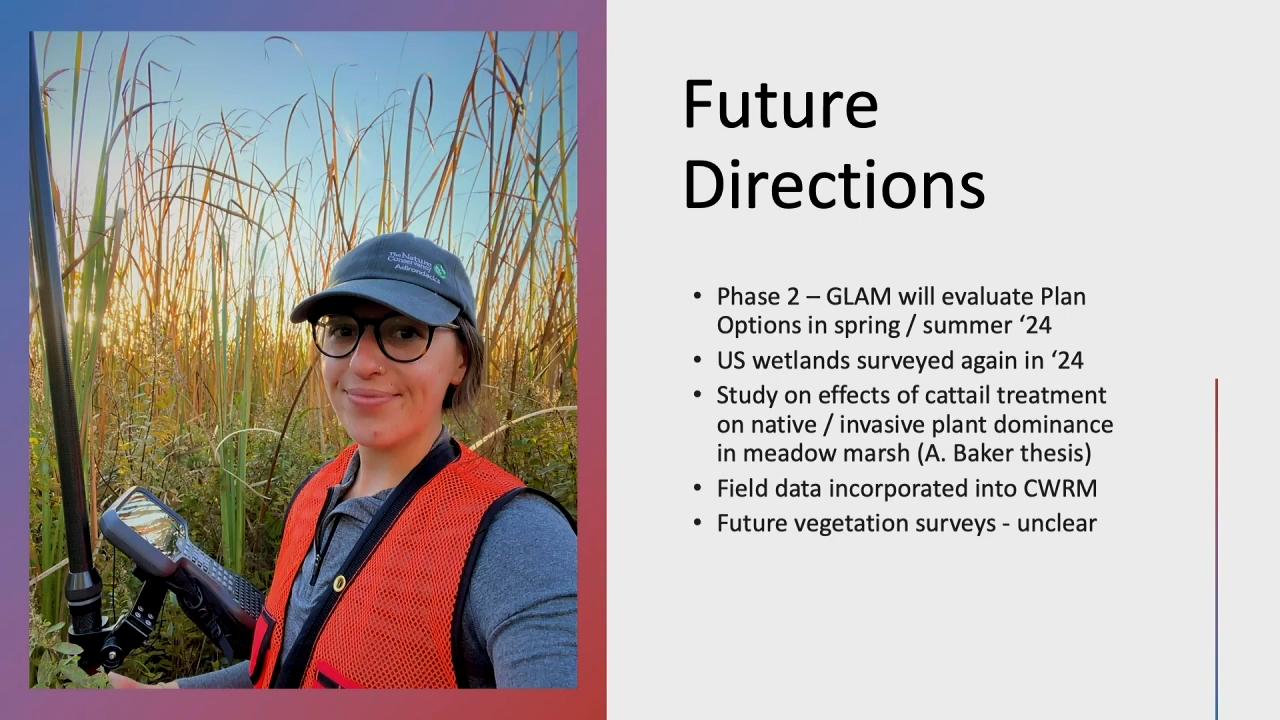 The Nature
Conservancy
Adirondacks
Future
Directions
• Phase 2 – GLAM will evaluate Plan
Options in spring / summer ‘24
• US wetlands surveyed again in ‘24
• Study on effects of cattail treatment
on native / invasive plant dominance
in meadow marsh (A. Baker thesis)
• Field data incorporated into CWRM
• Future vegetation surveys - unclear